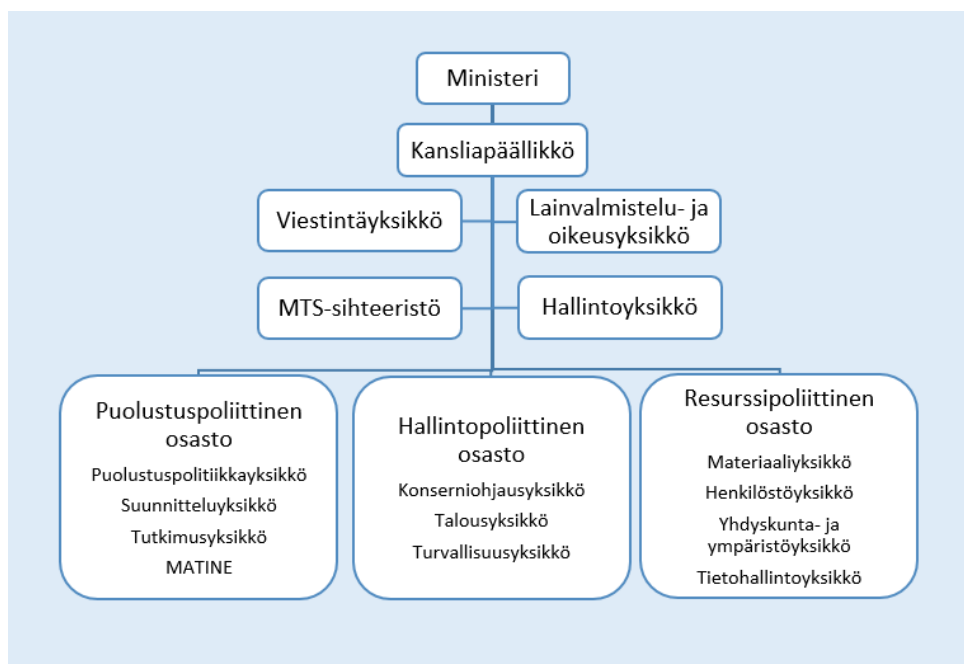 Ministeri
Kansliapäällikkö
Viestintäyksikkö
Lainvalmistelu- ja
oikeusyksikkö
MTS-sihteeristö
Hallintoyksikkö
Puolustuspoliittinen
osasto
Puolustuspolitiikkayksikkö
Suunnitteluyksikkö
Tutkimusyksikkö
MATINE
Hallintopoliittinen
osasto
Konserniohjausyksikkö
Talousyksikkö
Turvallisuusyksikkö
Resurssipoliittinen
osasto
Materiaaliyksikkö
Henkilöstöyksikkö
Yhdyskunta- ja
ympäristöyksikkö
Tietohallintoyksikkö